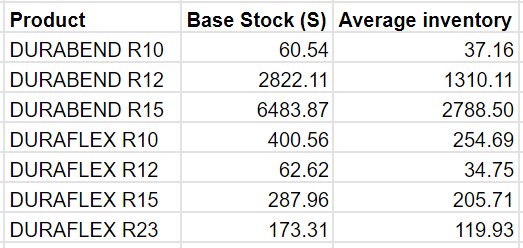 Product Base Stock (S) Average inventory
DURABEND R10 60.54 37.16
DURABEND R12 2822.11 1310.11
DURABEND R15 6483.87 2788.50
DURAFLEX R10 400.56 254.69
DURAFLEX R12 62.62 34.75
DURAFLEX R15 287.96 205.71
DURAFLEX R23 173.31 119.93